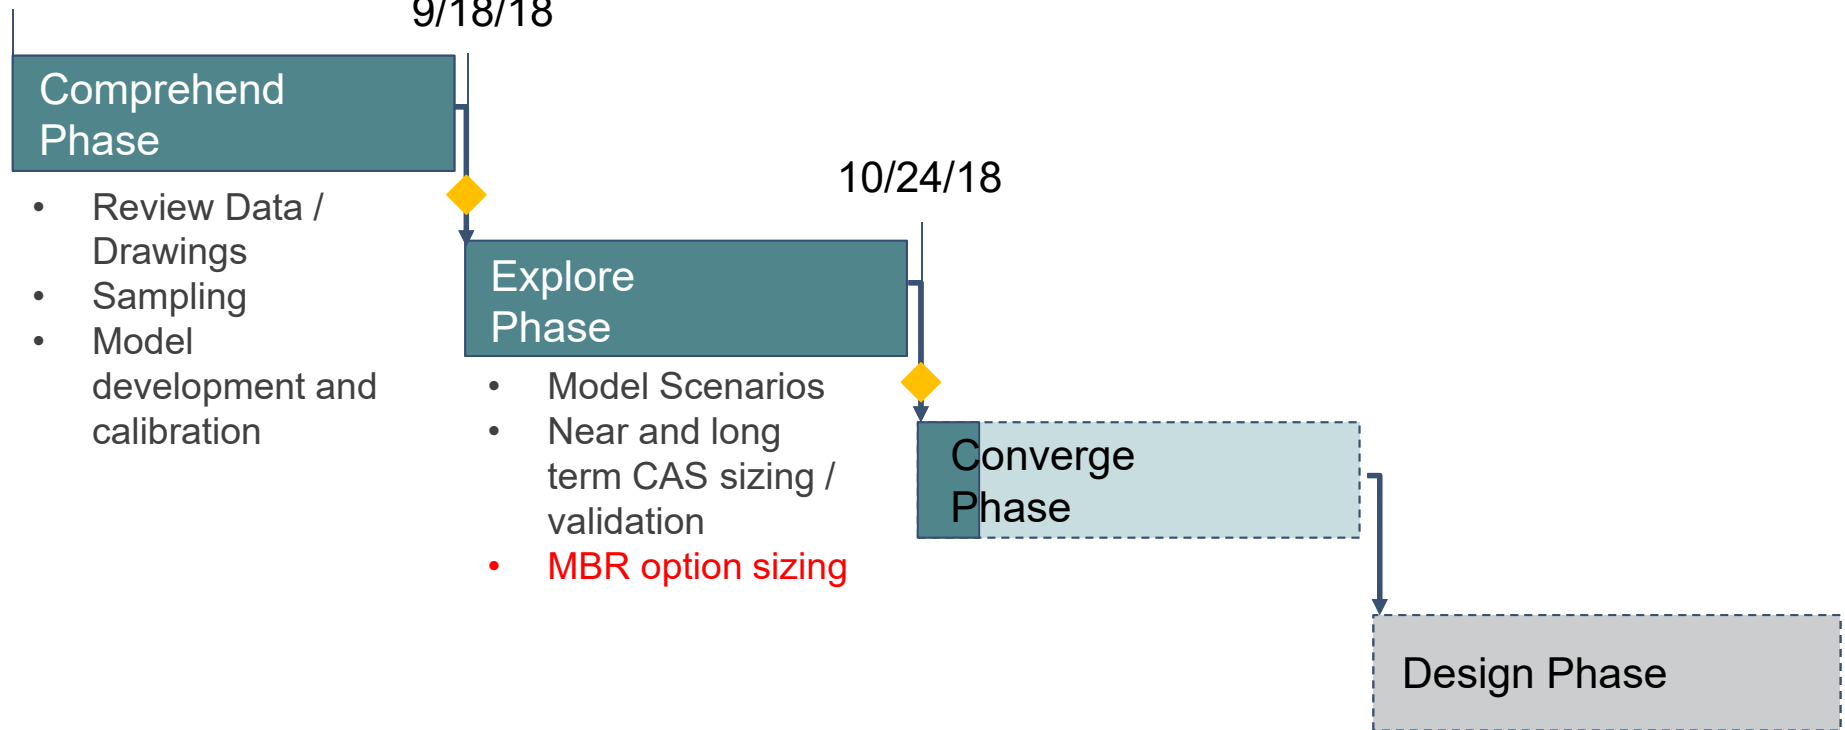 9/18/18
Comprehend
Phase
• Review Data /
Drawings
• Sampling
• Model
development and
calibration
10/24/18
Explore
Phase
• Model Scenarios
• Near and long
term CAS sizing /
validation
• MBR option sizing
Converge
Phase
Design Phase